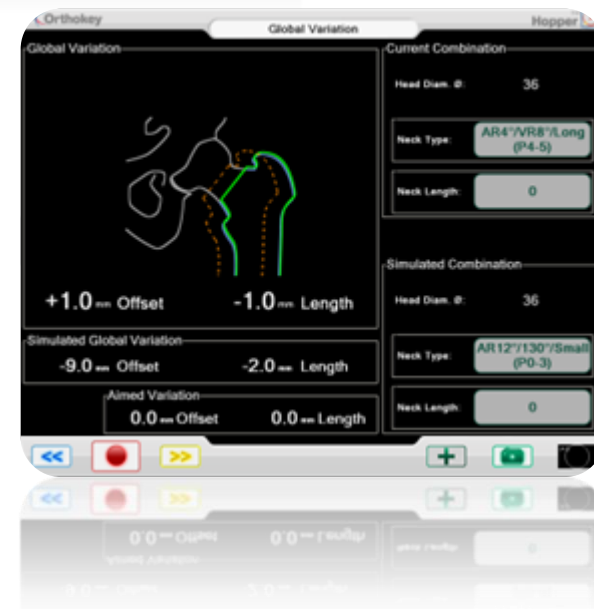 Orthokey
Global Variation
Hopper
Global Variation
+1.0 mm Offset -1.0 mm Length
Simulated Global Variation
-9.0 mm Offset -2.0 mm Length
Aimed Variation
0.0 mm Offset 0.0 mm Length
Current Combination
Head Diam. Ø: 36
Neck Type: AR4°/VR8°/Long
(P4-5)
Neck Length: 0
Simulated Combination
Head Diam. Ø: 36
Neck Type: AR12°/130°/Small
(P0-3)
Neck Length: 0
<<
>>
+